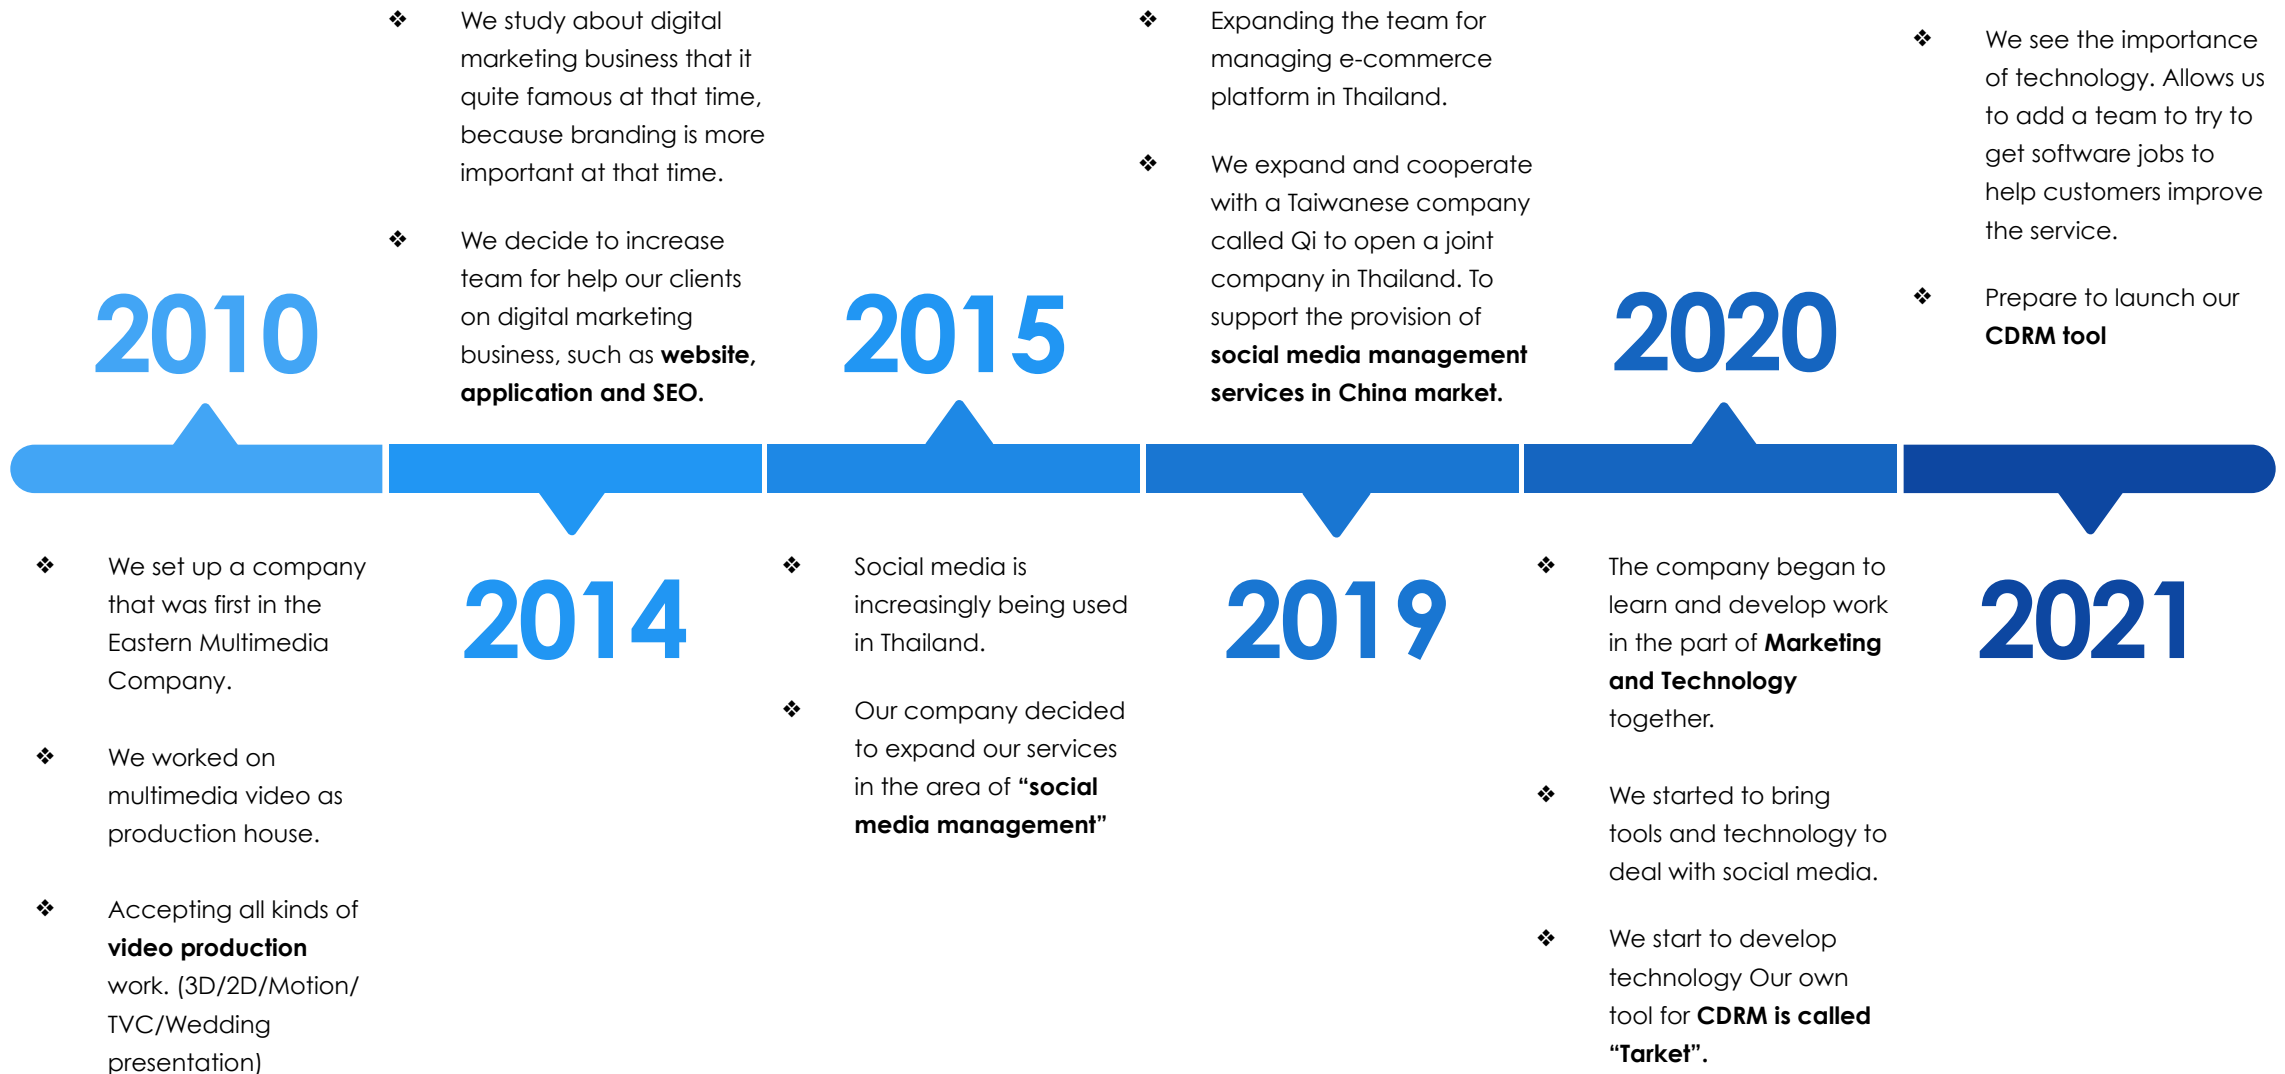 2010
❖ We set up a company
that was first in the
Eastern Multimedia
Company.
❖ We worked on
multimedia video as
production house.
❖ Accepting all kinds of
video production
work. (3D/2D/Motion/
TVC/Wedding
presentation)
❖ We study about digital
marketing business that it
quite famous at that time,
because branding is more
important at that time.
❖ We decide to increase
team for help our clients
on digital marketing
business, such as website,
application and SEO.
2014
2015
❖ Social media is
increasingly being used
in Thailand.
❖ Our company decided
to expand our services
in the area of “social
media management”
❖ Expanding the team for
managing e-commerce
platform in Thailand.
❖ We expand and cooperate
with a Taiwanese company
called Qi to open a joint
company in Thailand. To
support the provision of
social media management
services in China market.
2019
2020
❖ The company began to
learn and develop work
in the part of Marketing
and Technology
together.
❖ We started to bring
tools and technology to
deal with social media.
❖ We start to develop
technology Our own
tool for CDRM is called
“Tarket”.
❖ We see the importance
of technology. Allows us
to add a team to try to
get software jobs to
help customers improve
the service.
❖ Prepare to launch our
CDRM tool
2021